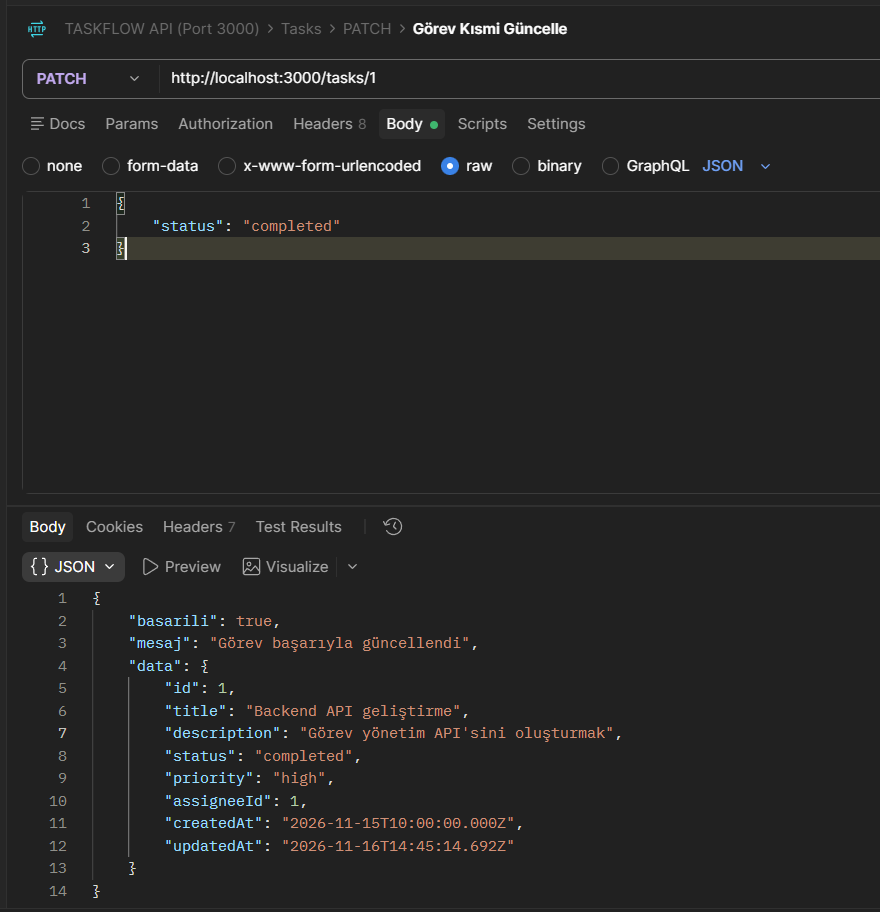 HTTP TASKFLOW API (Port 3000) > Tasks > PATCH > Görev Kısmi Güncelle
PATCH http://localhost:3000/tasks/1
Docs Params Authorization Headers 8 Body Scripts Settings
none form-data x-www-form-urlencoded raw binary GraphQL JSON
1 {
2 "status": "completed"
3 }
Body Cookies Headers 7 Test Results
{} JSON Preview Visualize
1 {
2 "basarili": true,
3 "mesaj": "Görev başarıyla güncellendi",
4 "data": {
5 "id": 1,
6 "title": "Backend API geliştirme",
7 "description": "Görev yönetim API'sini oluşturmak",
8 "status": "completed",
9 "priority": "high",
10 "assigneeId": 1,
11 "createdAt": "2026-11-15T10:00:00.000Z",
12 "updatedAt": "2026-11-16T14:45:14.692Z"
13 }
14 }